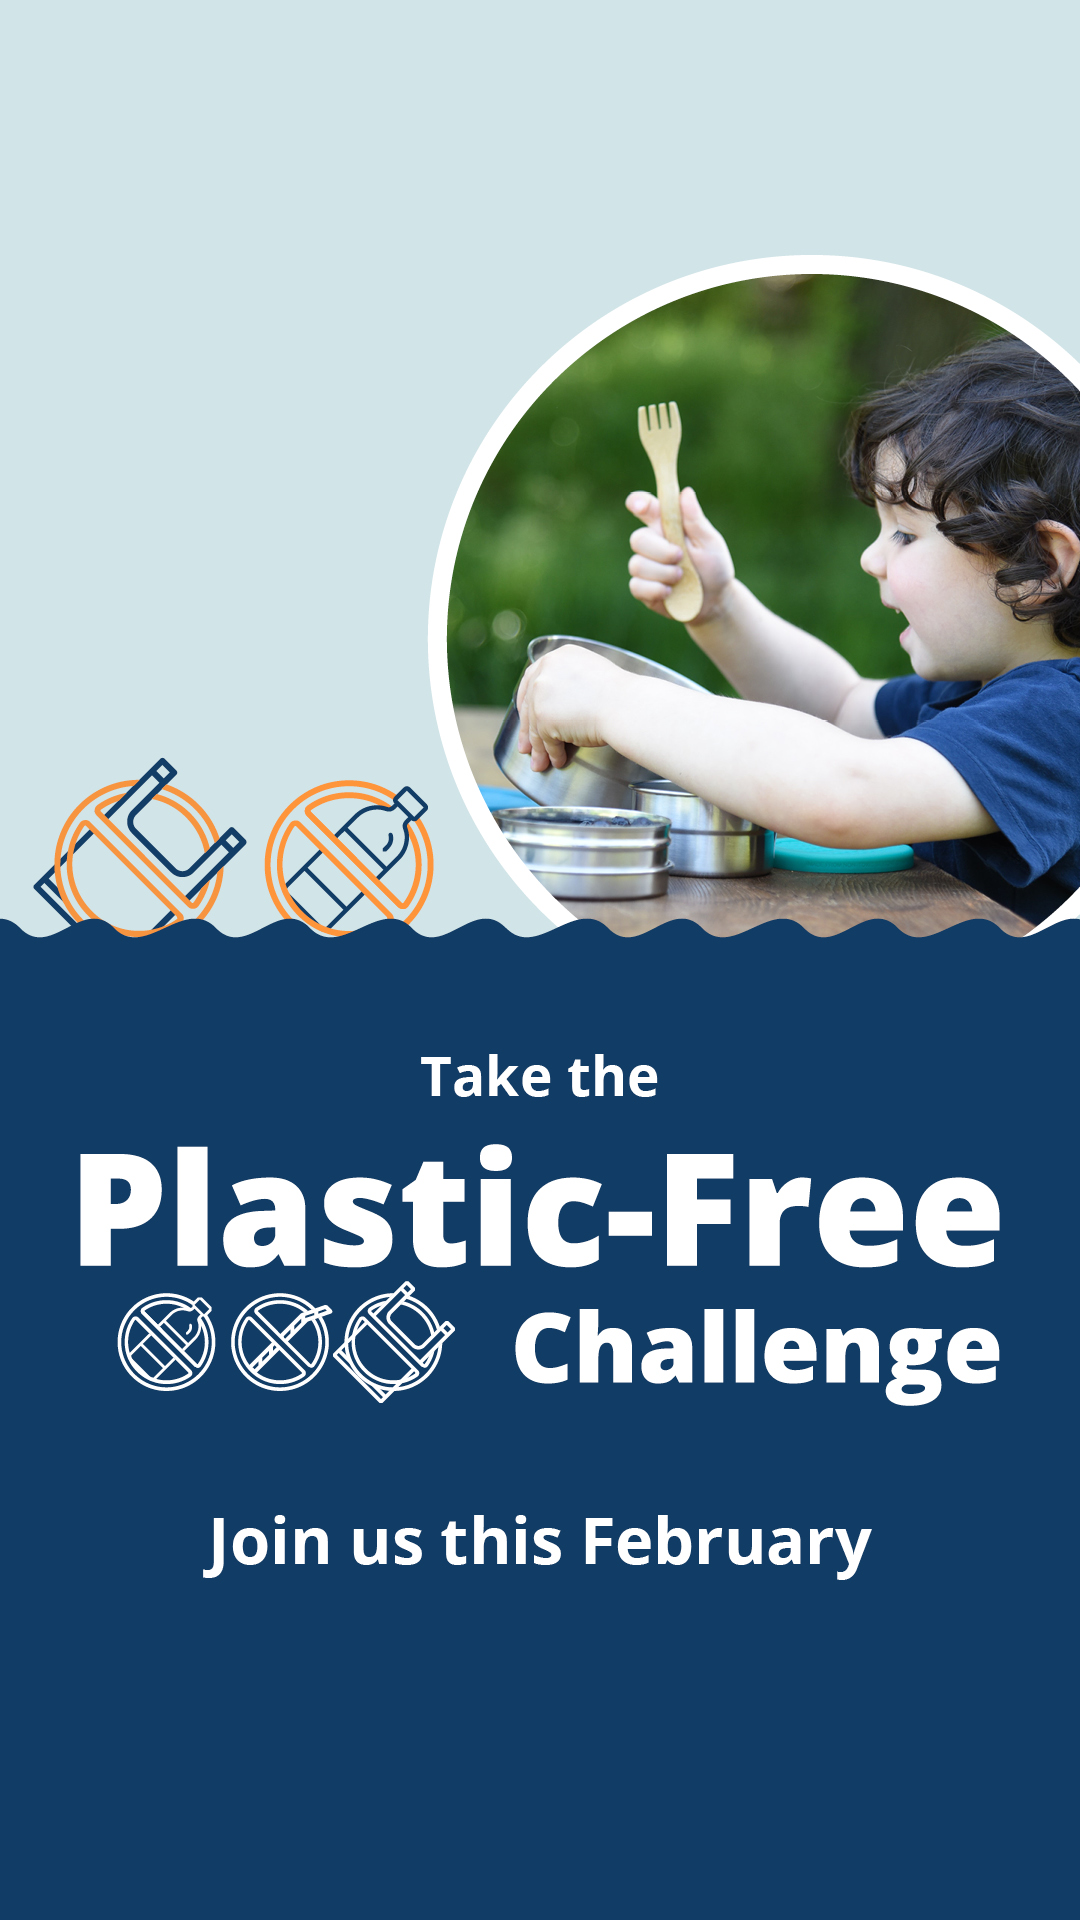 Take the
Plastic-Free
Challenge
Join us this February